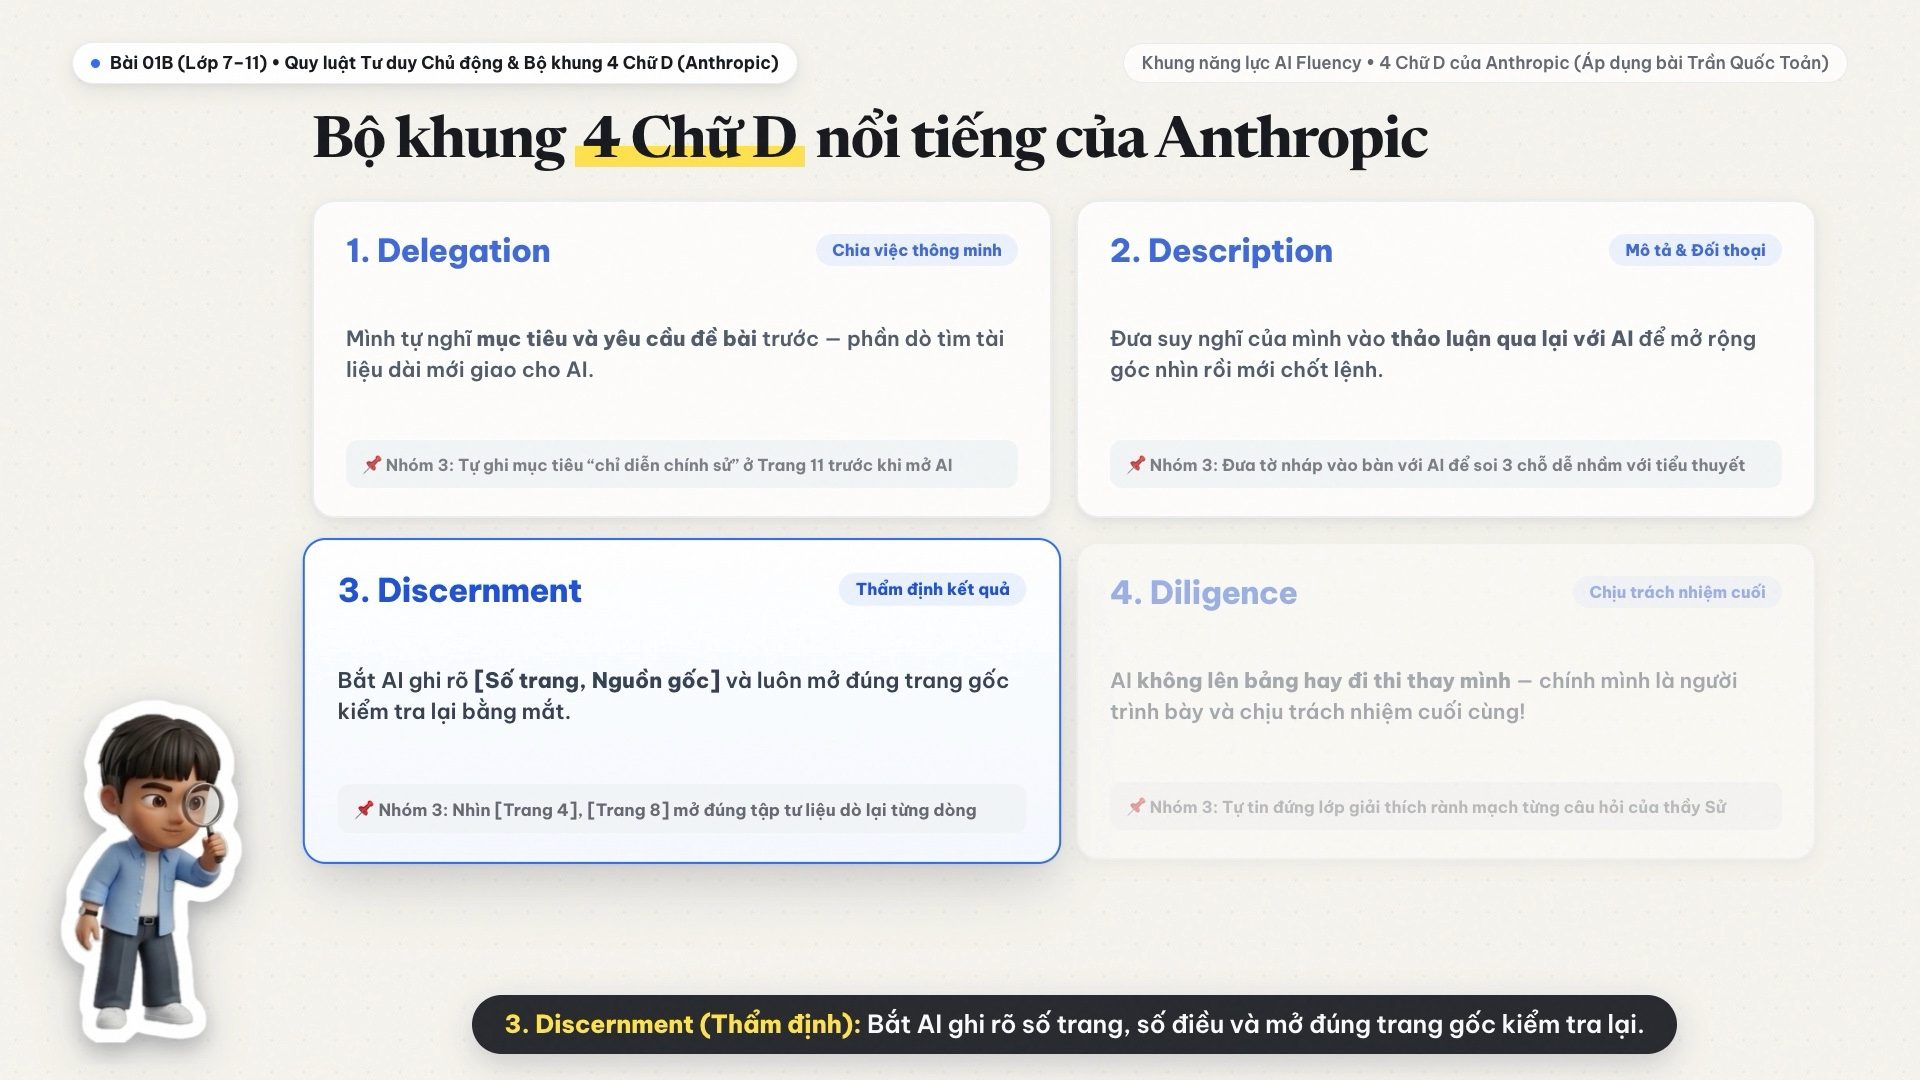 Bài 01B (Lớp 7–11) • Quy luật Tư duy Chủ động & Bộ khung 4 Chữ D (Anthropic)
Khung năng lực AI Fluency • 4 Chữ D của Anthropic (Áp dụng bài Trần Quốc Toản)
Bộ khung 4 Chữ D nổi tiếng của Anthropic
1. Delegation
Chia việc thông minh
Mình tự nghĩ mục tiêu và yêu cầu đề bài trước — phần dò tìm tài
liệu dài mới giao cho AI.
📌 Nhóm 3: Tự ghi mục tiêu “chỉ diễn chính sử” ở Trang 11 trước khi mở AI
2. Description
Mô tả & Đối thoại
Đưa suy nghĩ của mình vào thảo luận qua lại với AI để mở rộng
góc nhìn rồi mới chốt lệnh.
📌 Nhóm 3: Đưa tờ nháp vào bàn với AI để soi 3 chỗ dễ nhầm với tiểu thuyết
3. Discernment
Thẩm định kết quả
Bắt AI ghi rõ [Số trang, Nguồn gốc] và luôn mở đúng trang gốc
kiểm tra lại bằng mắt.
📌 Nhóm 3: Nhìn [Trang 4], [Trang 8] mở đúng tập tư liệu dò lại từng dòng
4. Diligence
Chịu trách nhiệm cuối
AI không lên bảng hay đi thi thay mình — chính mình là người
trình bày và chịu trách nhiệm cuối cùng!
📌 Nhóm 3: Tự tin đứng lớp giải thích rành mạch từng câu hỏi của thầy Sử
3. Discernment (Thẩm định): Bắt AI ghi rõ số trang, số điều và mở đúng trang gốc kiểm tra lại.